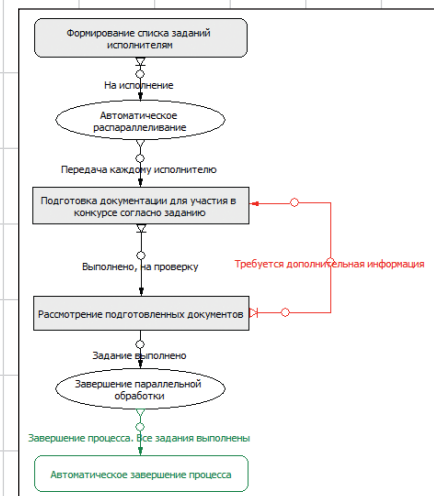 Формирование списка заданий
исполнителям
На исполнение
Автоматическое
распараллеливание
Передача каждому исполнителю
Подготовка документации для участия в
конкурсе согласно заданию
Выполнено, на проверку
Требуется дополнительная информация
Рассмотрение подготовленных документов
Задание выполнено
Завершение параллельной
обработки
Завершение процесса. Все задания выполнены
Автоматическое завершение процесса